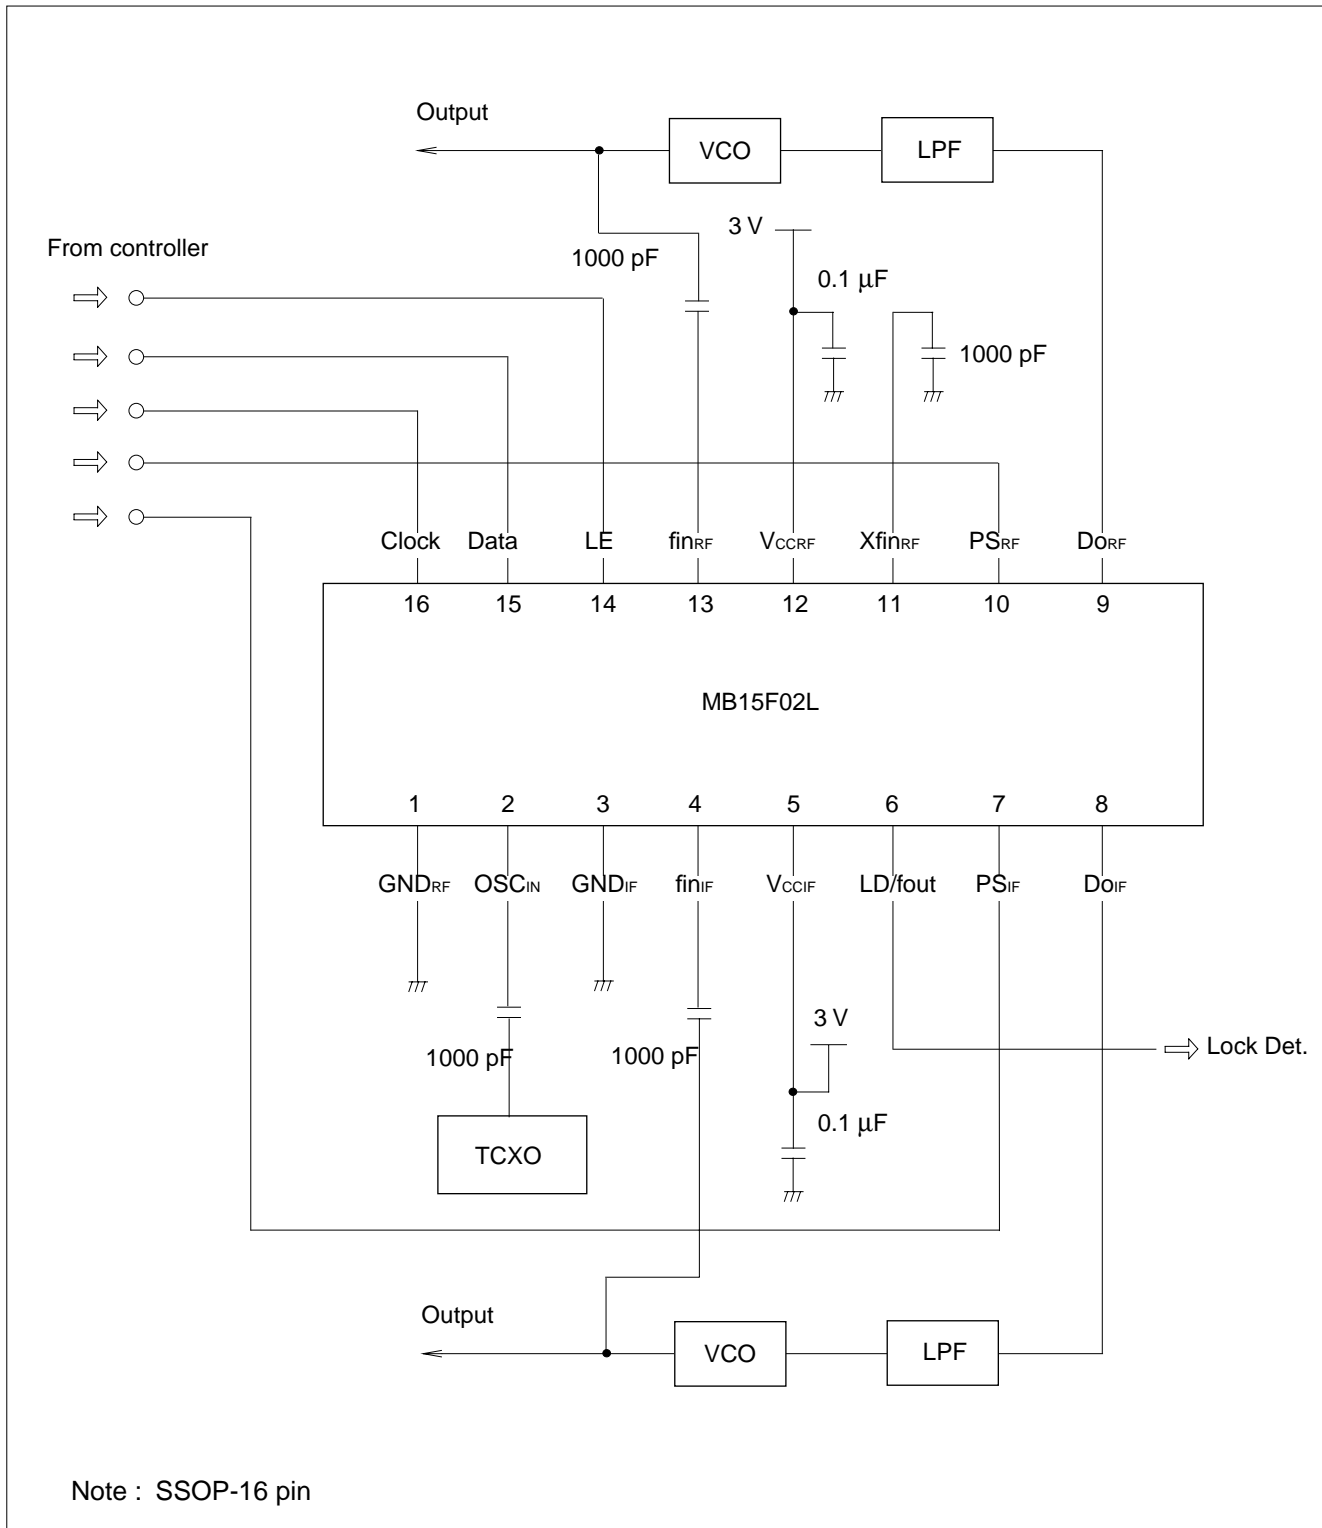 Output
VCO
LPF
3 V
From controller
1000 pF
0.1 µF
1000 pF
Clock Data LE finRF VCCRF XfinRF PSRF DoRF
16 15 14 13 12 11 10 9
MB15F02L
1 2 3 4 5 6 7 8
GNDRF OSCIN GNDIF finIF VCCIF LD/fout PSIF DoIF
3 V
Lock Det.
1000 pF
1000 pF
0.1 µF
TCXO
Output
VCO
LPF
Note : SSOP-16 pin